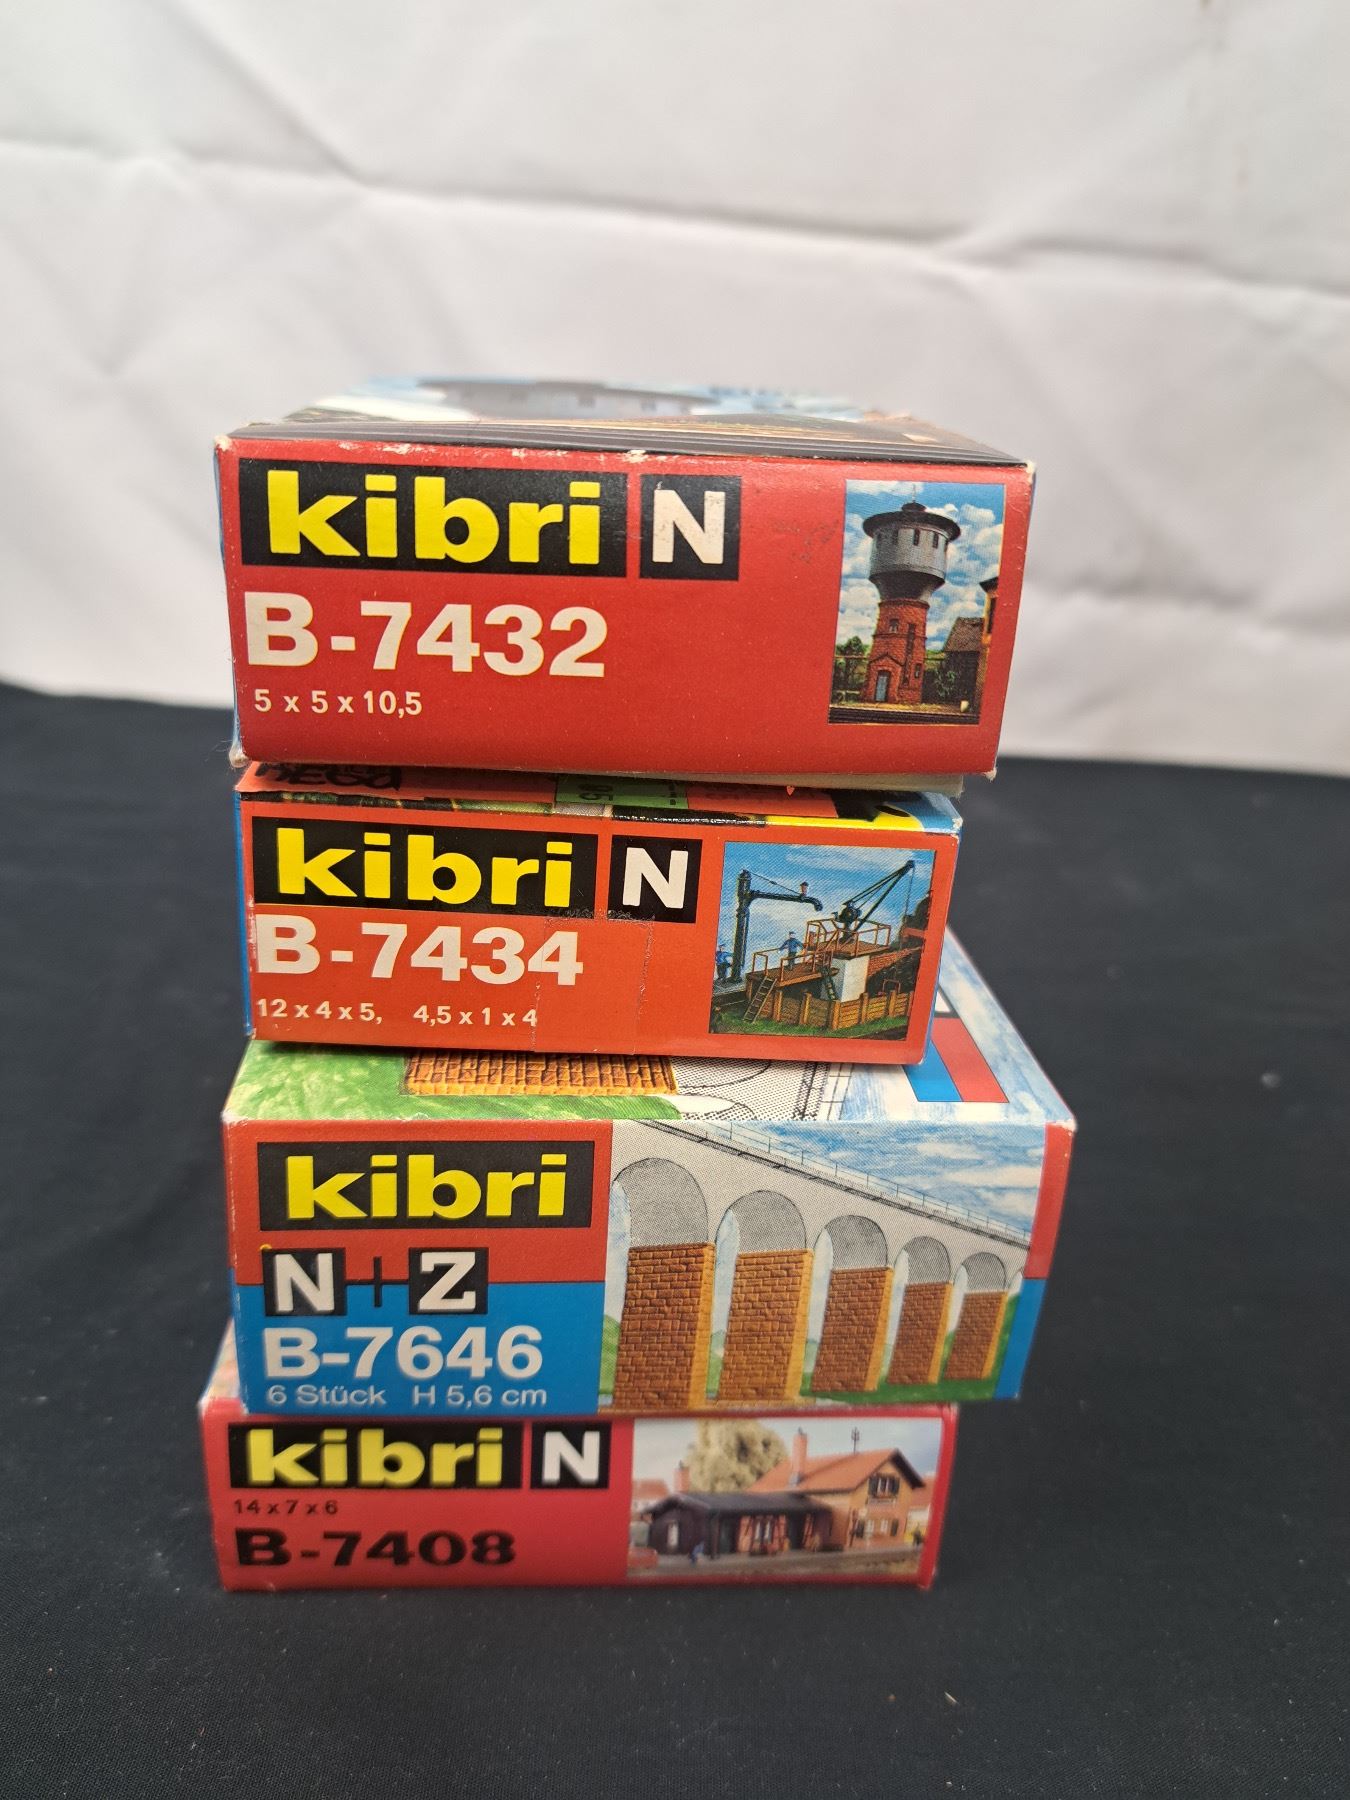 kibri N
B-7432
5 x 5 x 10,5
kibri N
B-7434
12 x 4 x 5, 4,5 x 1 x 4
kibri
N + Z
B-7646
6 Stück H 5,6 cm
kibri N
14 x 7 x 6
B-7408